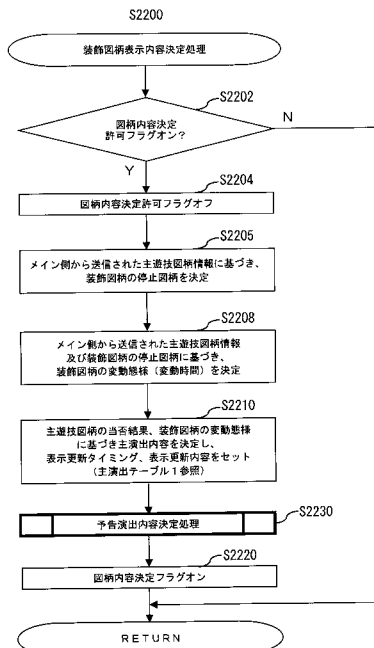 S2200
装飾図柄表示内容決定処理
S2202
図柄内容決定
許可フラグオン？
N
Y
S2204
図柄内容決定許可フラグオフ
S2205
メイン側から送信された主遊技図柄情報に基づき、
装飾図柄の停止図柄を決定
S2208
メイン側から送信された主遊技図柄情報
及び装飾図柄の停止図柄に基づき、
装飾図柄の変動態様（変動時間）を決定
S2210
主遊技図柄の当否結果、装飾図柄の変動態様
に基づき主演出内容を決定し、
表示更新タイミング、表示更新内容をセット
（主演出テーブル１参照）
S2230
予告演出内容決定処理
S2220
図柄内容決定フラグオン
RETURN